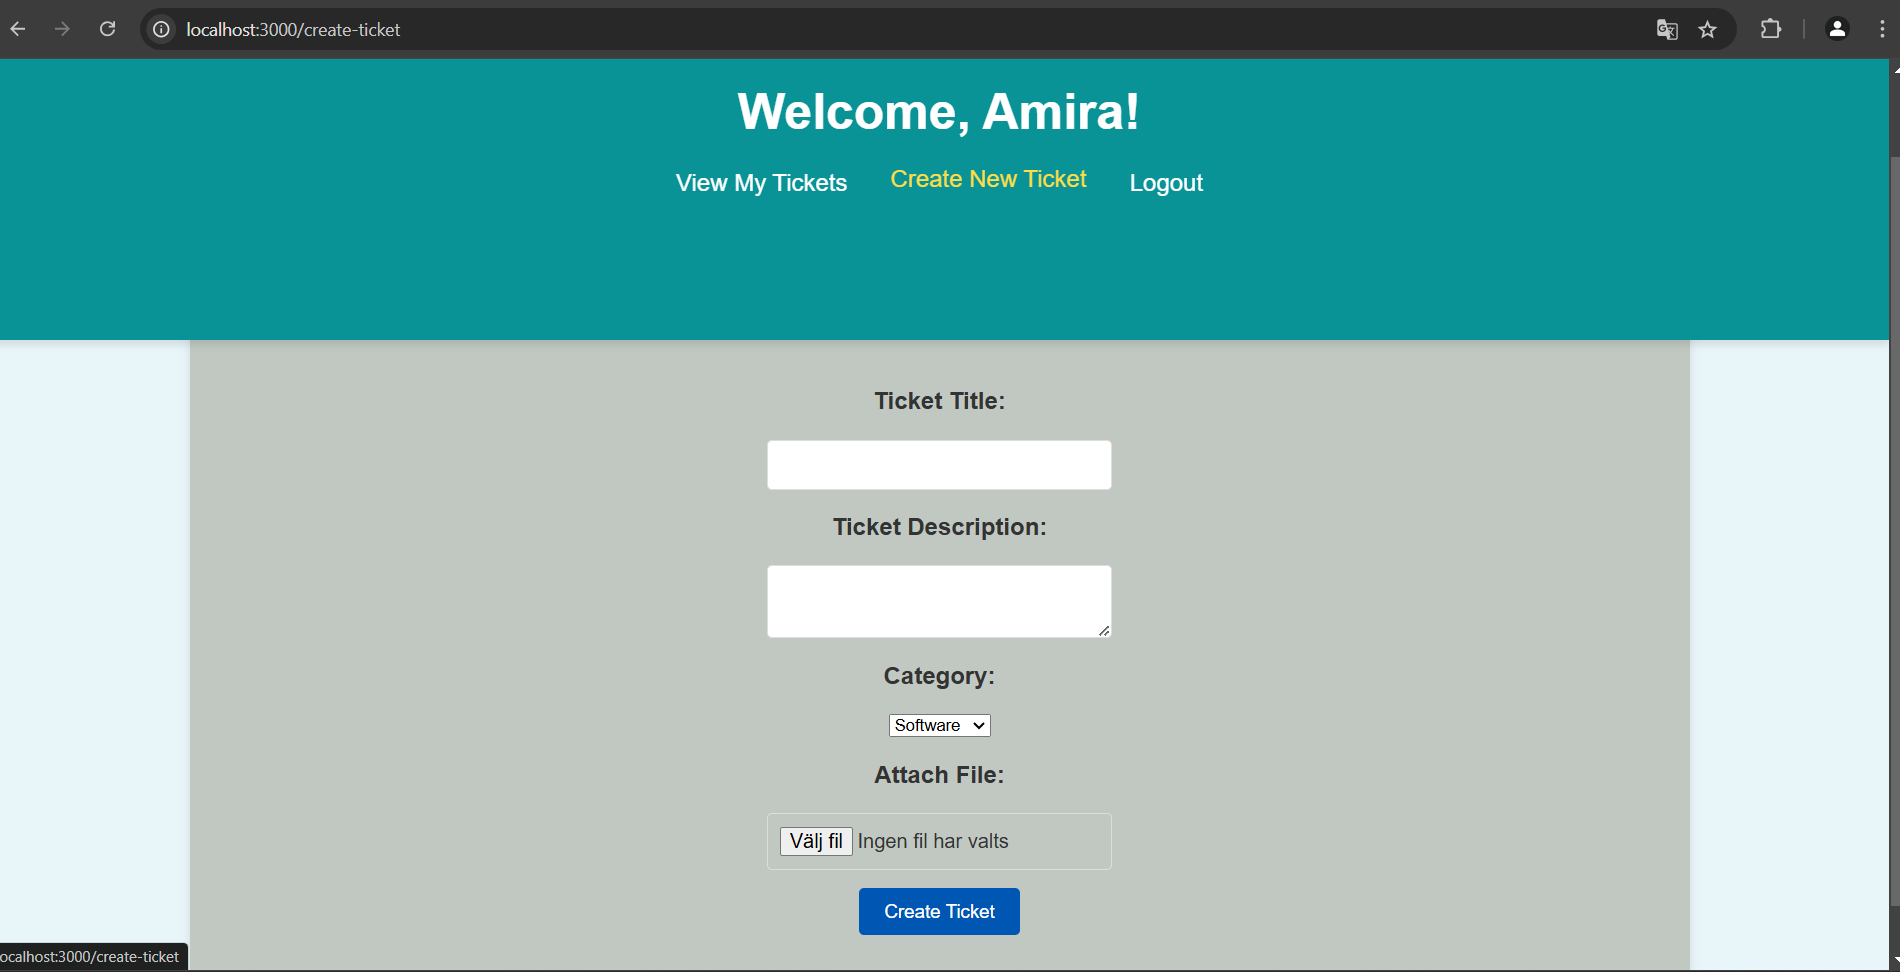 localhost:3000/create-ticket
Welcome, Amira!
View My Tickets Create New Ticket Logout
Ticket Title:
Ticket Description:
Category:
Software
Attach File:
Välj fil Ingen fil har valts
Create Ticket
ocalhost:3000/create-ticket